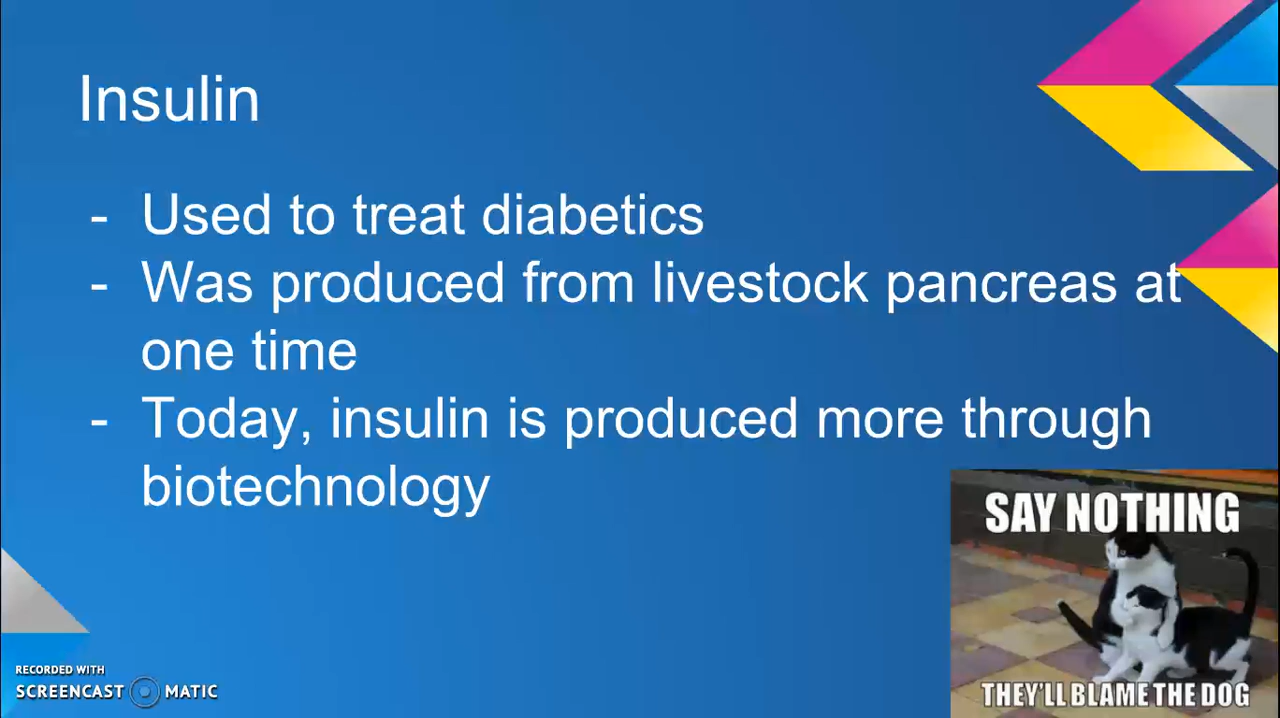 Insulin
- Used to treat diabetics
- Was produced from livestock pancreas at
one time
- Today, insulin is produced more through
biotechnology
SAY NOTHING
THEY'LL BLAME THE DOG
RECORDED WITH
SCREENCAST MATIC